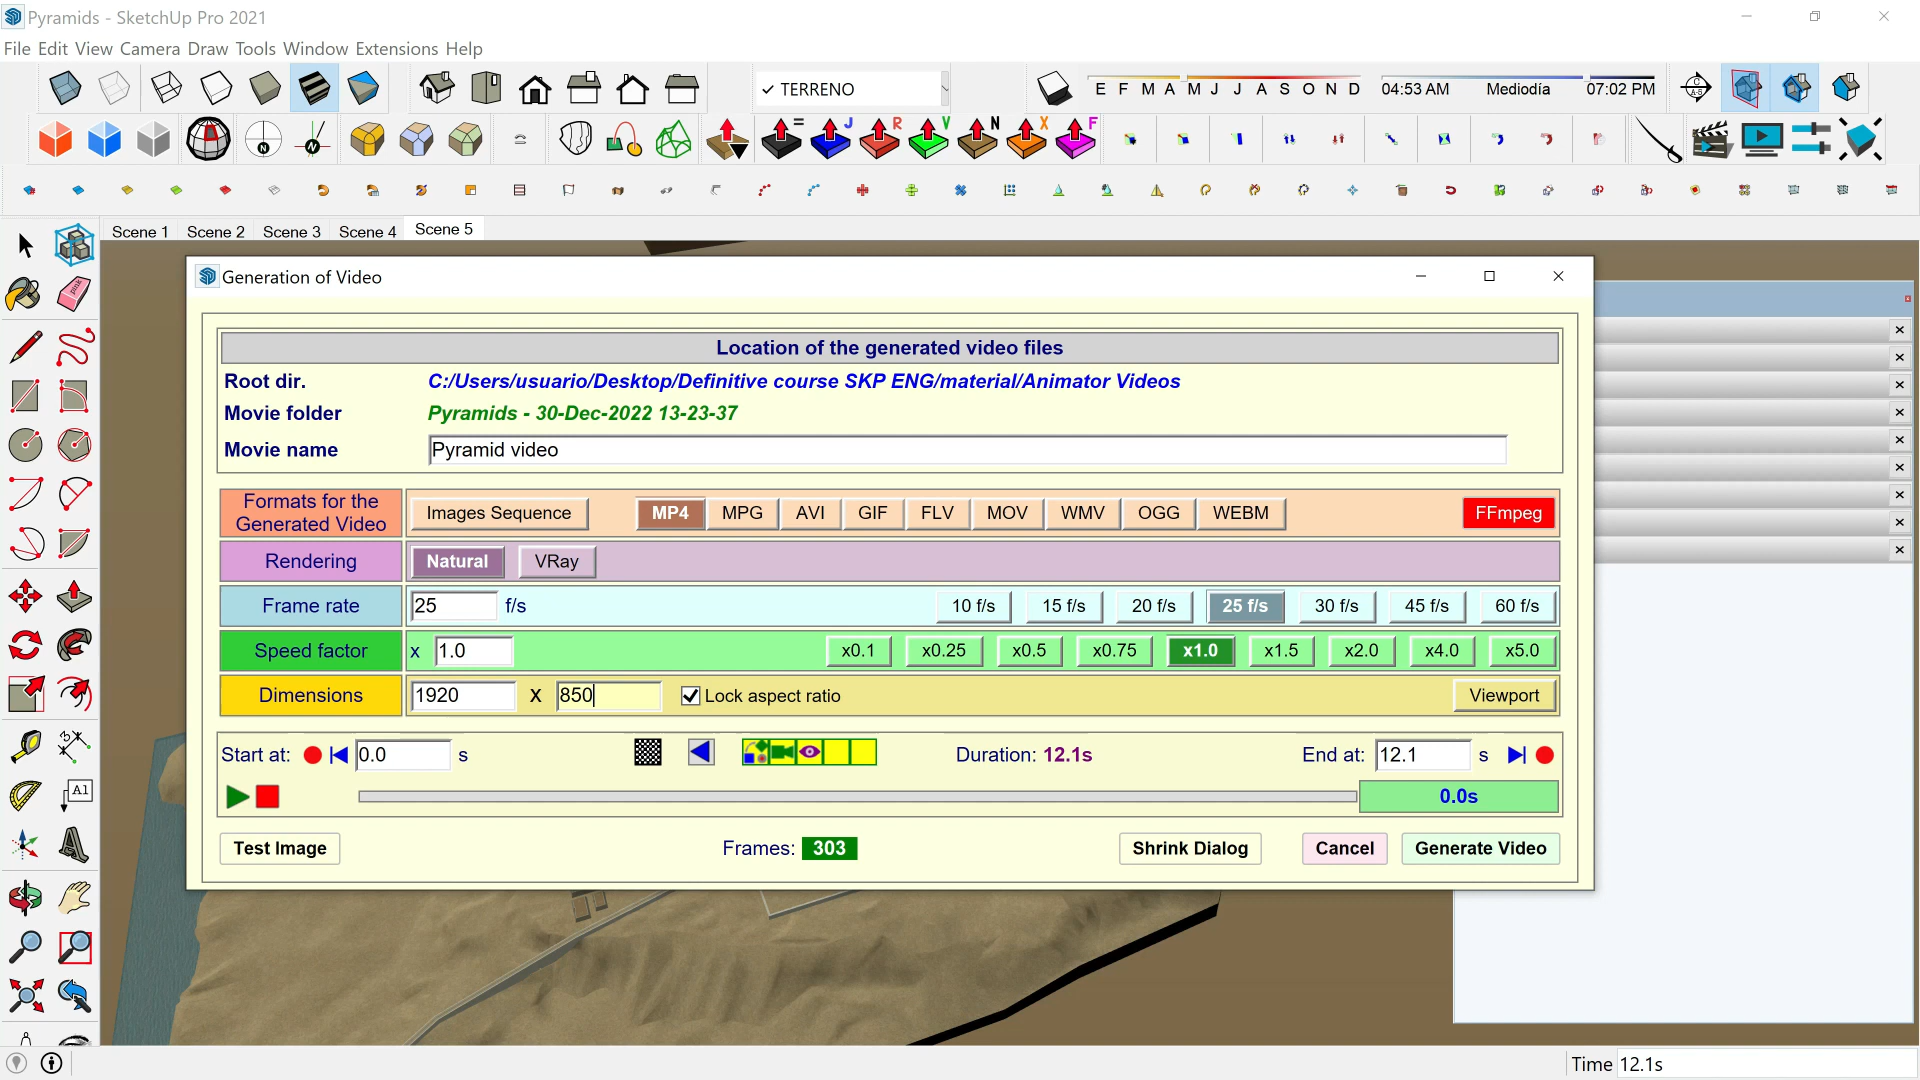 Pyramids - SketchUp Pro 2021
File Edit View Camera Draw Tools Window Extensions Help
TERRENO
E F M A M J J A S O N D
04:53 AM Mediodía 07:02 PM
= J R V N X F
Scene 1 Scene 2 Scene 3 Scene 4 Scene 5
Generation of Video
Location of the generated video files
Root dir. C:/Users/usuario/Desktop/Definitive course SKP ENG/material/Animator Videos
Movie folder Pyramids - 30-Dec-2022 13-23-37
Movie name Pyramid video
Formats for the Generated Video Images Sequence MP4 MPG AVI GIF FLV MOV WMV OGG WEBM FFmpeg
Rendering Natural VRay
Frame rate 25 f/s 10 f/s 15 f/s 20 f/s 25 f/s 30 f/s 45 f/s 60 f/s
Speed factor x 1.0 x0.1 x0.25 x0.5 x0.75 x1.0 x1.5 x2.0 x4.0 x5.0
Dimensions 1920 X 850 Lock aspect ratio Viewport
Start at: 0.0 s Duration: 12.1s End at: 12.1 s
0.0s
Test Image Frames: 303 Shrink Dialog Cancel Generate Video
Time 12.1s